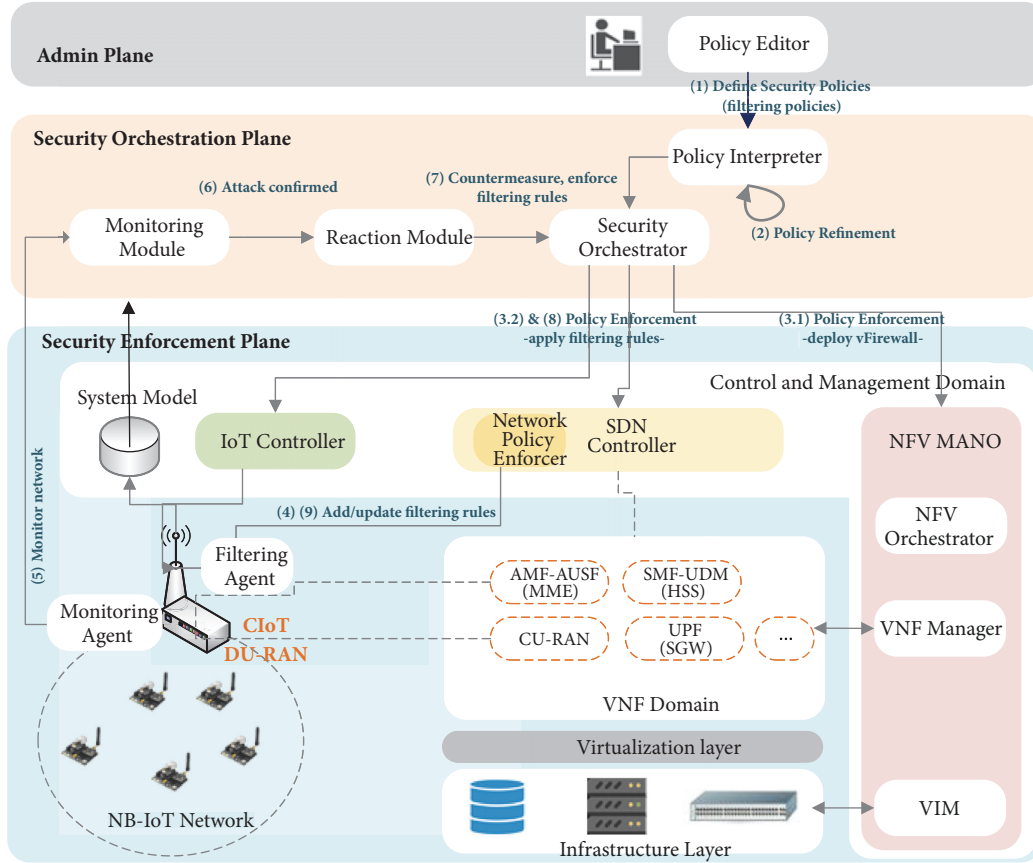 Admin Plane
Policy Editor
(1) Define Security Policies
(filtering policies)
Security Orchestration Plane
Policy Interpreter
(2) Policy Refinement
(6) Attack confirmed
(7) Countermeasure, enforce
filtering rules
Monitoring
Module
Reaction Module
Security
Orchestrator
(3.2) & (8) Policy Enforcement
-apply filtering rules-
(3.1) Policy Enforcement
-deploy vFirewall-
Security Enforcement Plane
Control and Management Domain
System Model
IoT Controller
Network
Policy
Enforcer
SDN
Controller
NFV MANO
(5) Monitor network
(4) (9) Add/update filtering rules
NFV
Orchestrator
Filtering
Agent
Monitoring
Agent
CIoT
DU-RAN
AMF-AUSF
(MME)
SMF-UDM
(HSS)
CU-RAN
UPF
(SGW)
...
VNF Manager
VNF Domain
Virtualization layer
NB-IoT Network
VIM
Infrastructure Layer